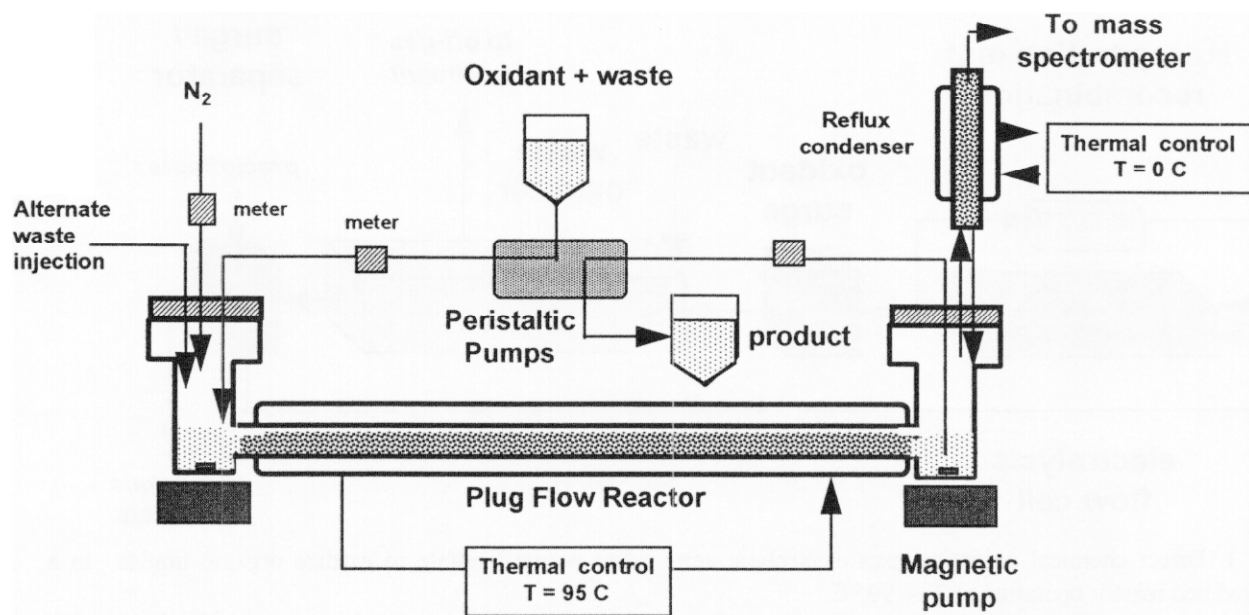 To mass
spectrometer
Oxidant + waste
N2
Reflux
condenser
Thermal control
T = 0 C
Alternate
waste
injection
meter
meter
Peristaltic
Pumps
product
Plug Flow Reactor
Thermal control
T = 95 C
Magnetic
pump